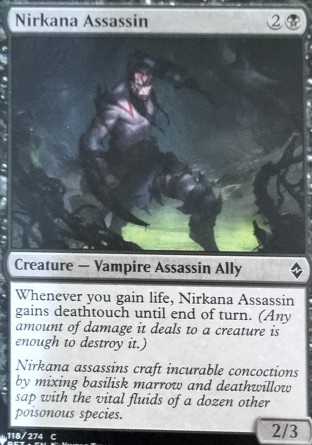 Nirkana Assassin 2
Creature — Vampire Assassin Ally
Whenever you gain life, Nirkana Assassin
gains deathtouch until end of turn. (Any
amount of damage it deals to a creature is
enough to destroy it.)
Nirkana assassins craft incurable concoctions
by mixing basilisk marrow and deathwillow
sap with the vital fluids of a dozen other
poisonous species.
2/3
118/274 C